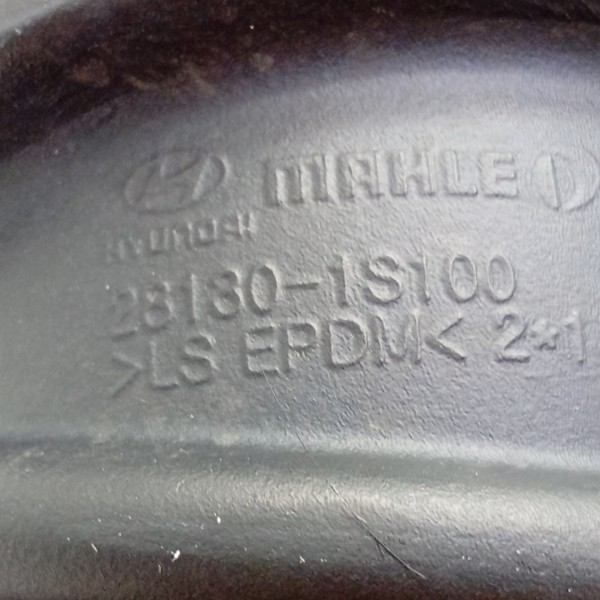 MAHLE
HYUNDAI
28130-1S100
>LS EPDM< 2*1